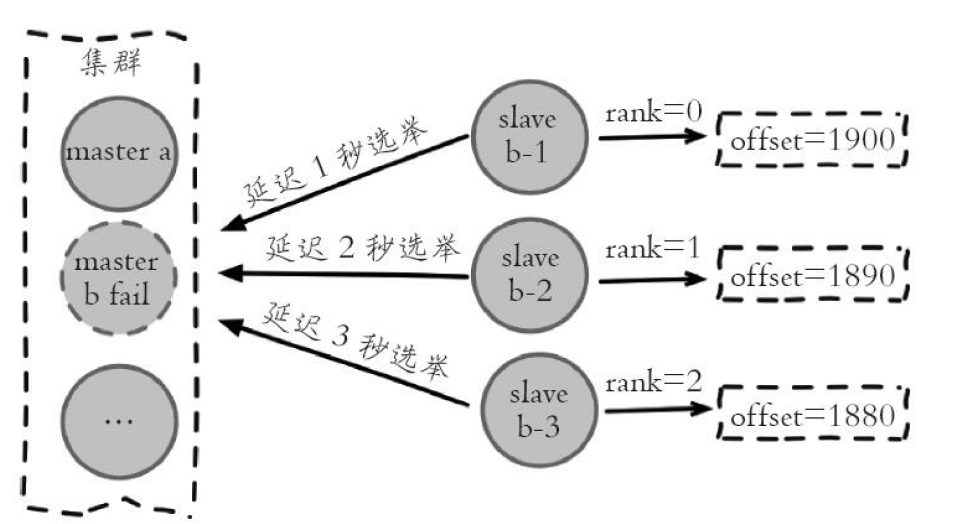 集群
master a
master
b fail
...
延迟 1 秒选举
延迟 2 秒选举
延迟 3 秒选举
slave
b-1
slave
b-2
slave
b-3
rank=0
rank=1
rank=2
offset=1900
offset=1890
offset=1880